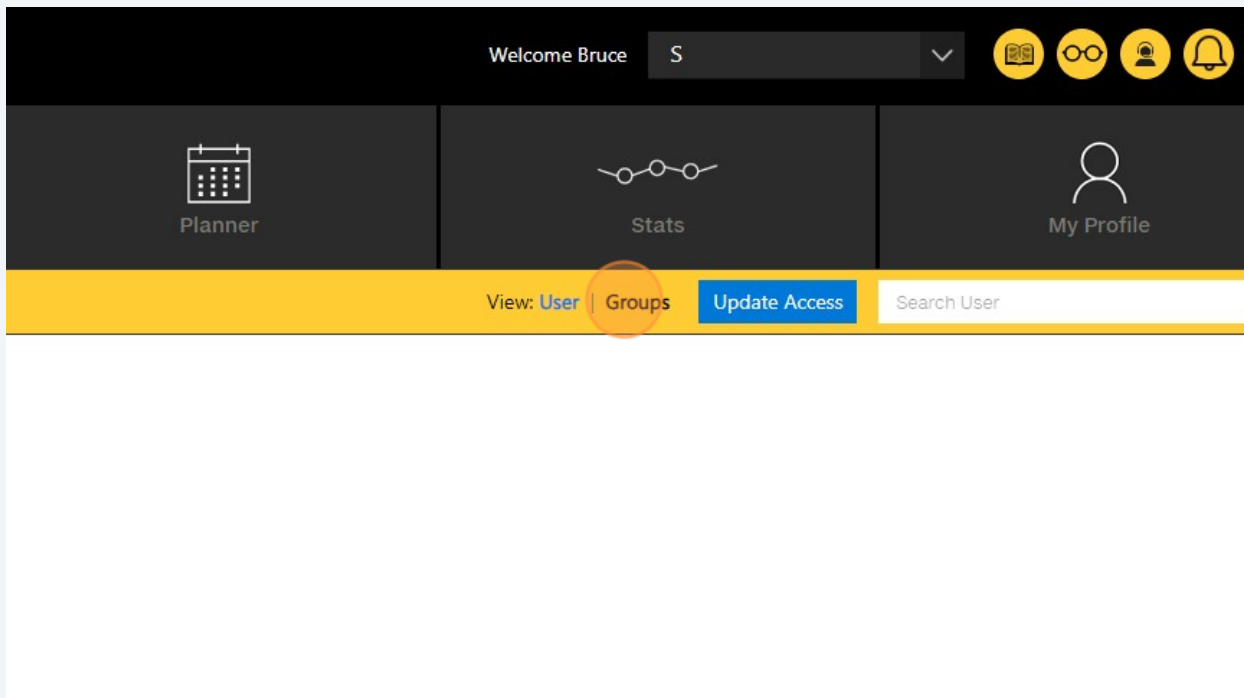 Welcome Bruce S
Planner Stats My Profile
View: User | Groups Update Access Search User